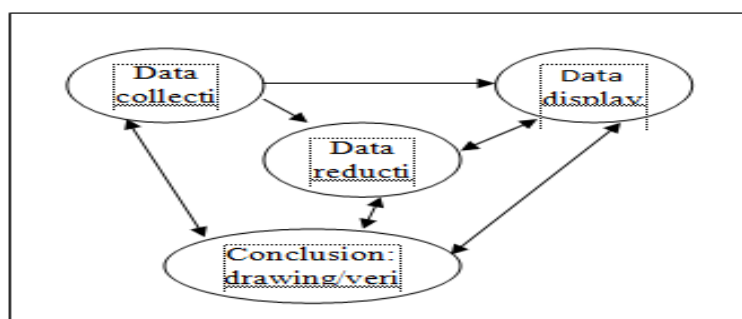 Data
collecti
Data
display
Data
reducti
Conclusion:
drawing/veri